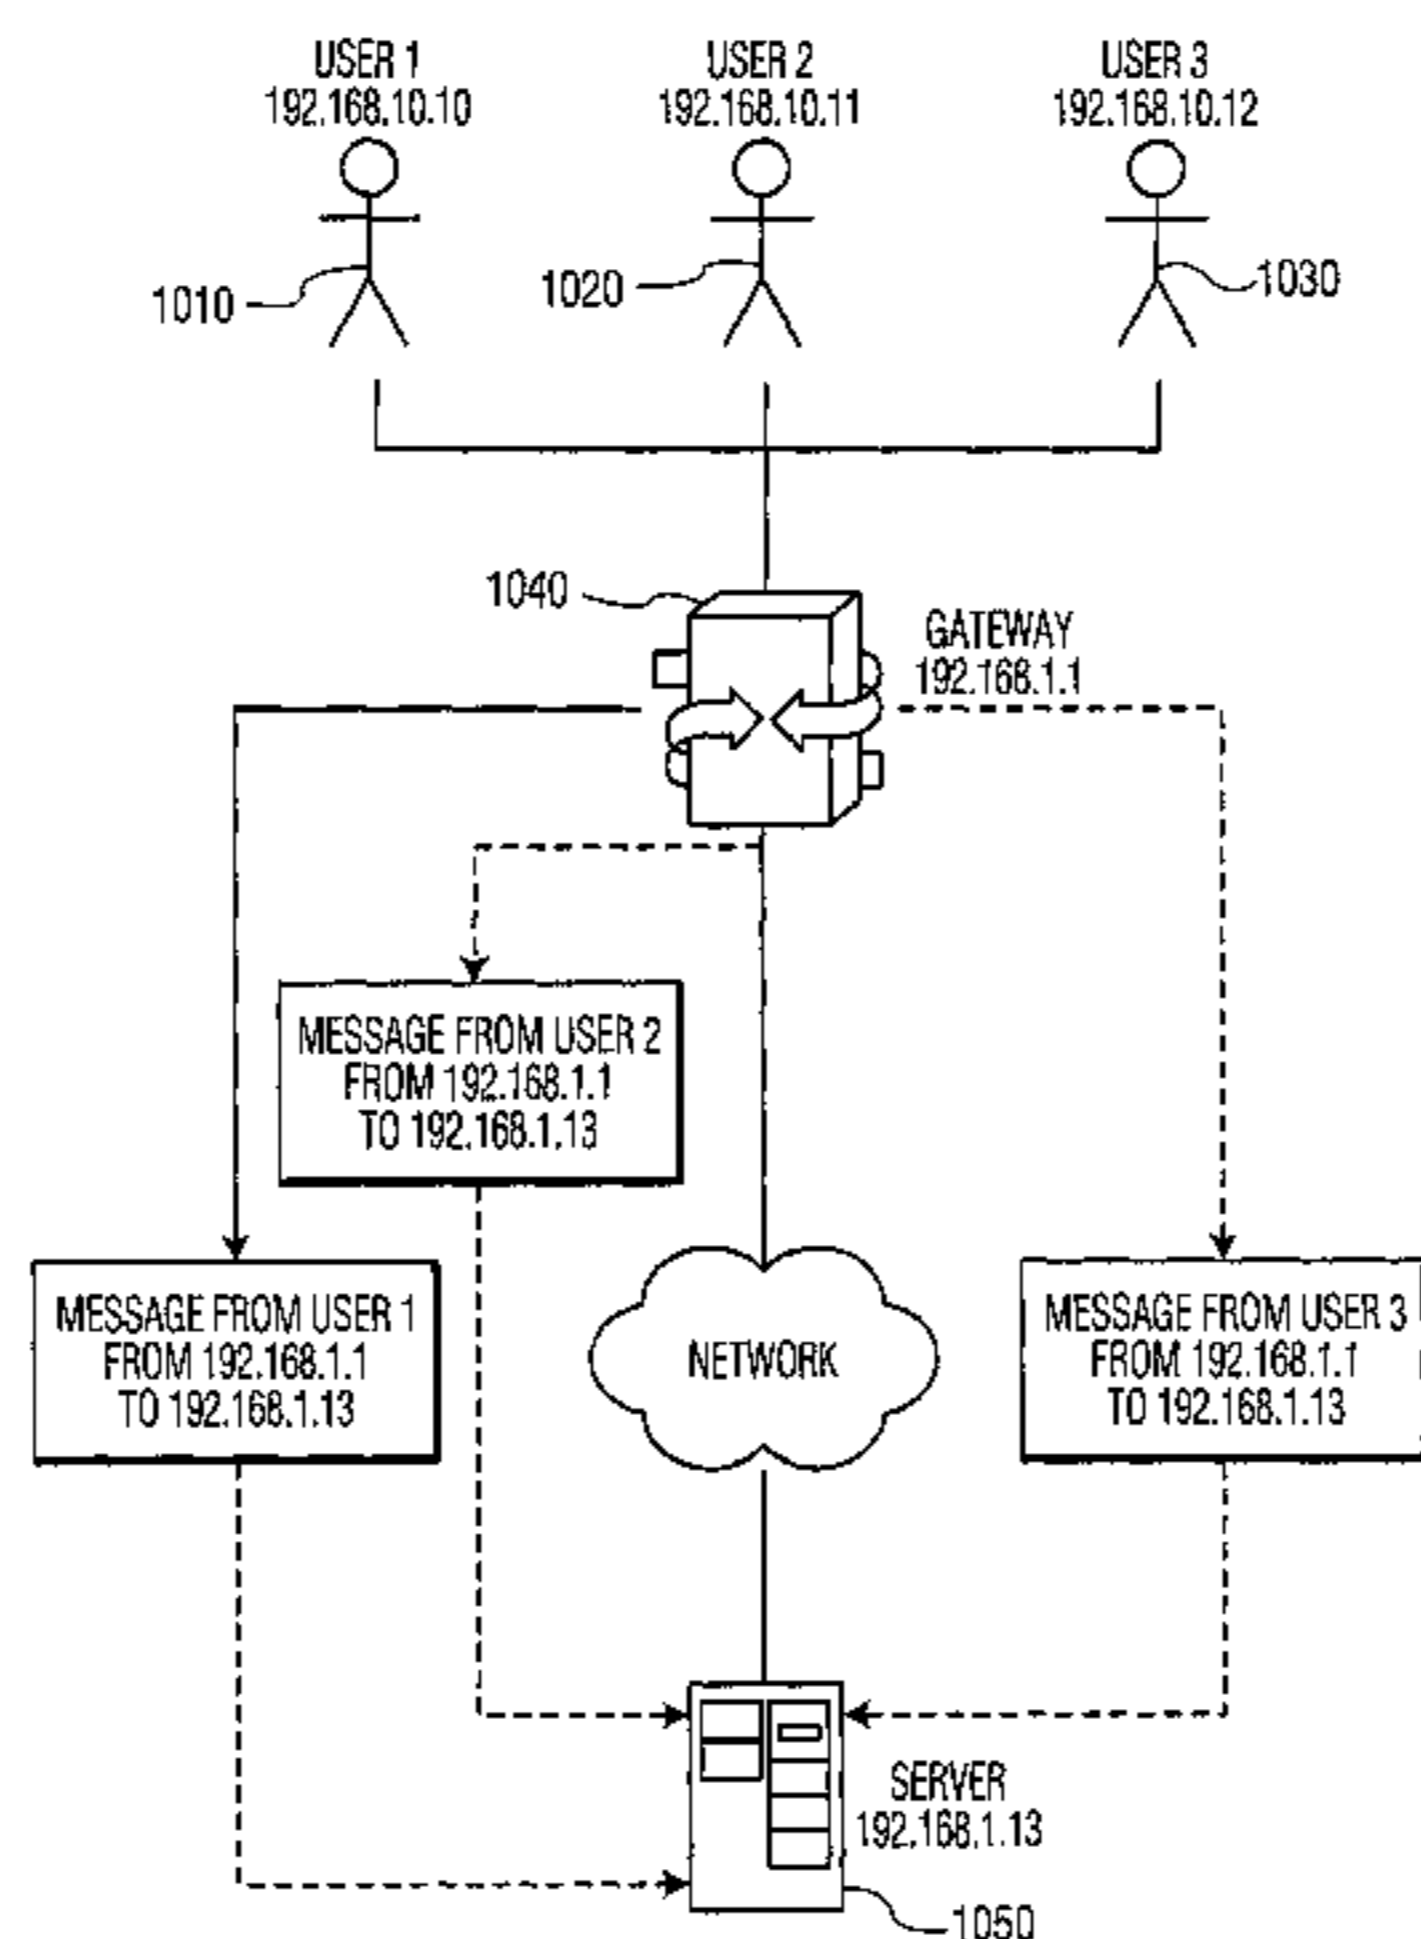 USER 1
192.168.10.10
USER 2
192.168.10.11
USER 3
192.168.10.12
1010
1020
1030
1040
GATEWAY
192.168.1.1
MESSAGE FROM USER 2
FROM 192.168.1.1
TO 192.168.1.13
MESSAGE FROM USER 1
FROM 192.168.1.1
TO 192.168.1.13
NETWORK
MESSAGE FROM USER 3
FROM 192.168.1.1
TO 192.168.1.13
SERVER
192.168.1.13
1050